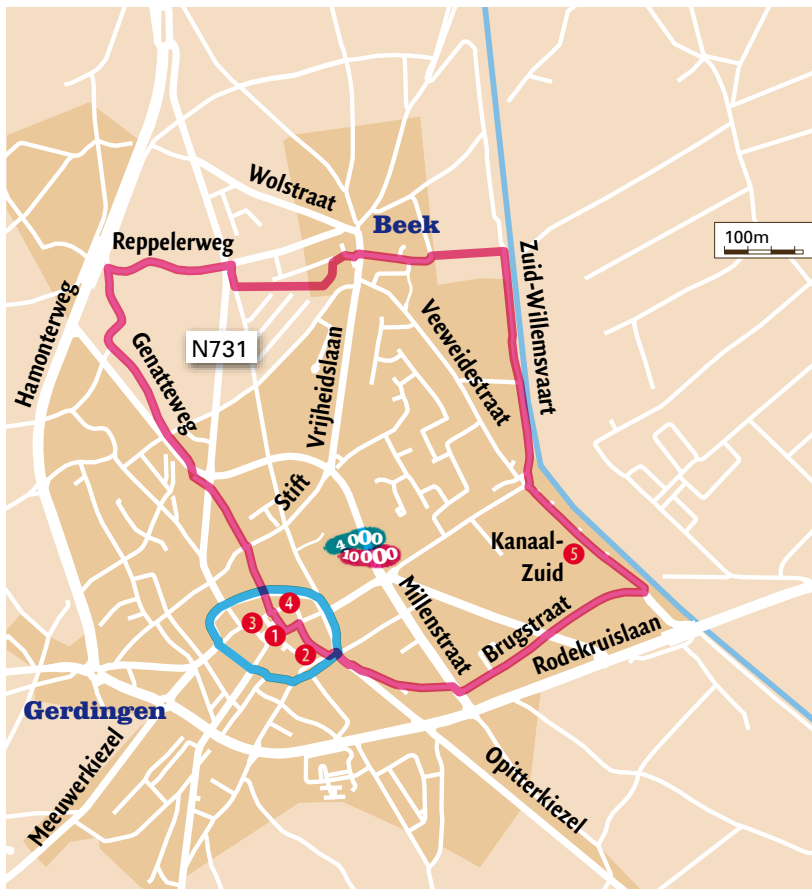 Wolstraat
Beek
Reppelerweg
100m
Zuid-Willemsvaart
Hamonterweg
Genatteweg
N731
Vrijheidslaan
Veeweidestraat
Stift
4000
10000
Kanaal-
Zuid
5
4
3
1
2
Millenstraat
Brugstraat
Rodekruislaan
Gerdingen
Meeuwerkiezel
Opitterkiezel